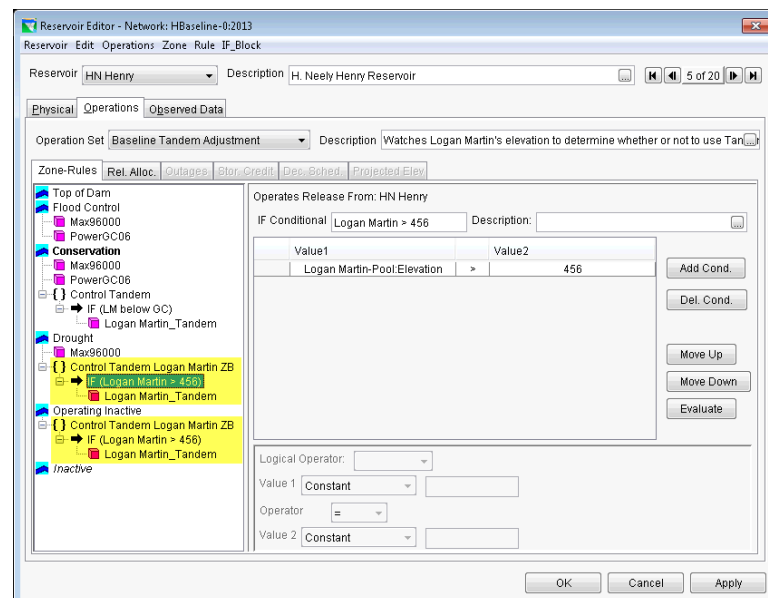 Reservoir Editor - Network: HBaseline-0:2013
Reservoir Edit Operations Zone Rule IF_Block
Reservoir HN Henry Description H. Neely Henry Reservoir ... 5 of 20
Physical Operations Observed Data
Operation Set Baseline Tandem Adjustment Description Watches Logan Martin's elevation to determine whether or not to use Tan ...
Zone-Rules Rel. Alloc. Outages Stor. Credit Dec. Sched. Projected Elev
Top of Dam
Flood Control
Max96000
PowerGC06
Conservation
Max96000
PowerGC06
{ } Control Tandem
IF (LM below GC)
Logan Martin_Tandem
Drought
Max96000
{ } Control Tandem Logan Martin ZB
IF (Logan Martin > 456)
Logan Martin_Tandem
Operating Inactive
{ } Control Tandem Logan Martin ZB
IF (Logan Martin > 456)
Logan Martin_Tandem
Inactive
Operates Release From: HN Henry
IF Conditional Logan Martin > 456 Description: ...
Value1 Value2
Logan Martin-Pool:Elevation > 456
Add Cond.
Del. Cond.
Move Up
Move Down
Evaluate
Logical Operator:
Value 1 Constant
Operator =
Value 2 Constant
OK Cancel Apply